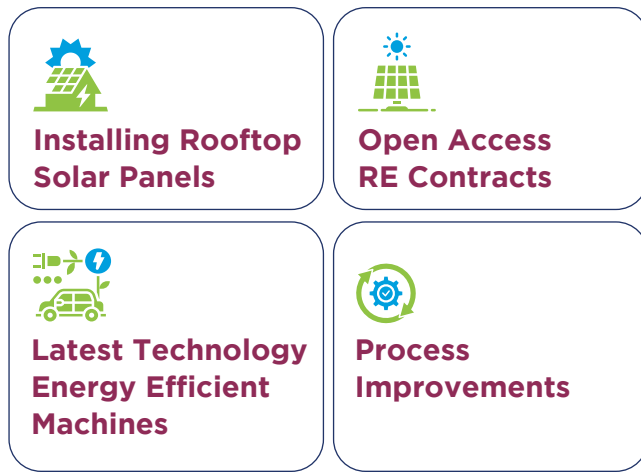 Installing Rooftop
Solar Panels
Open Access
RE Contracts
Latest Technology
Energy Efficient
Machines
Process
Improvements